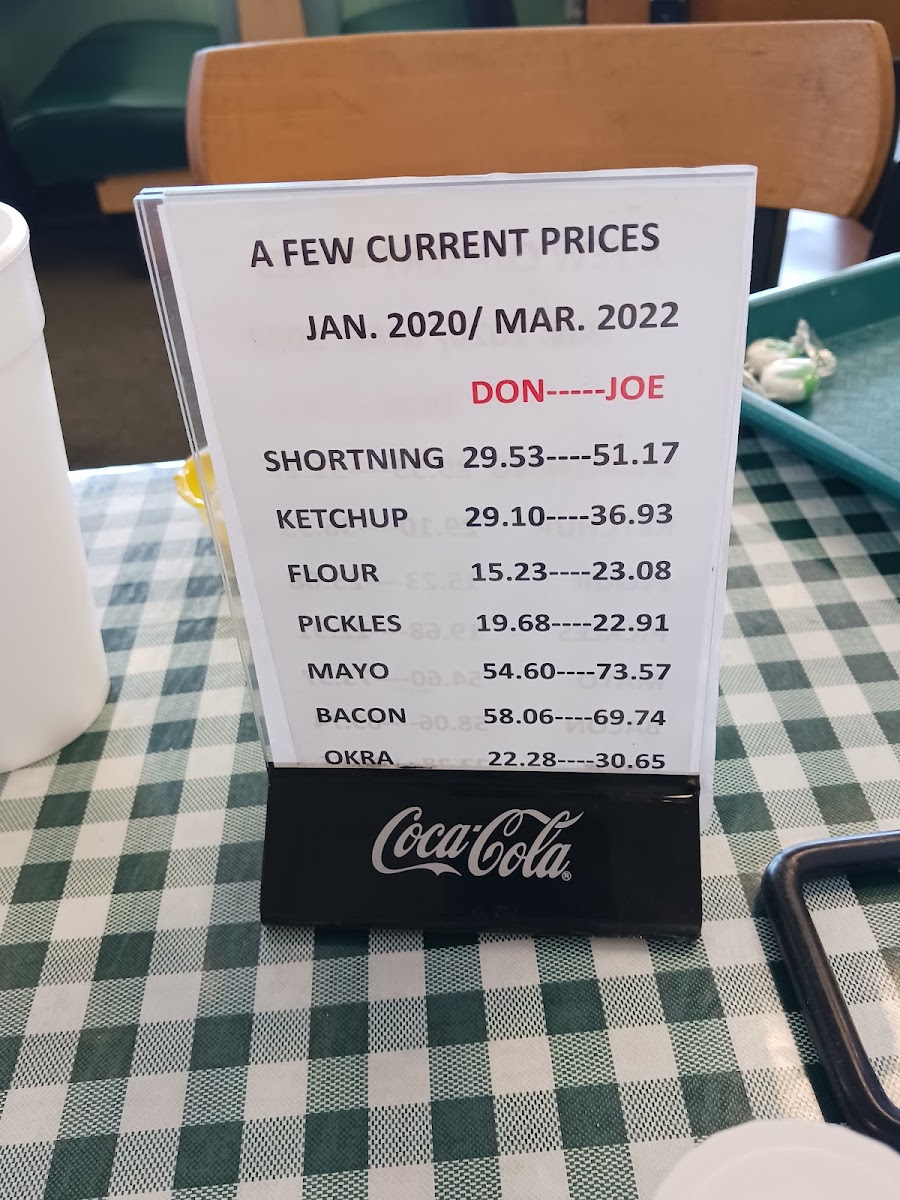 A FEW CURRENT PRICES
JAN. 2020/ MAR. 2022
DON-----JOE
SHORTNING 29.53----51.17
KETCHUP 29.10----36.93
FLOUR 15.23----23.08
PICKLES 19.68----22.91
MAYO 54.60----73.57
BACON 58.06----69.74
OKRA 22.28----30.65
Coca-Cola®